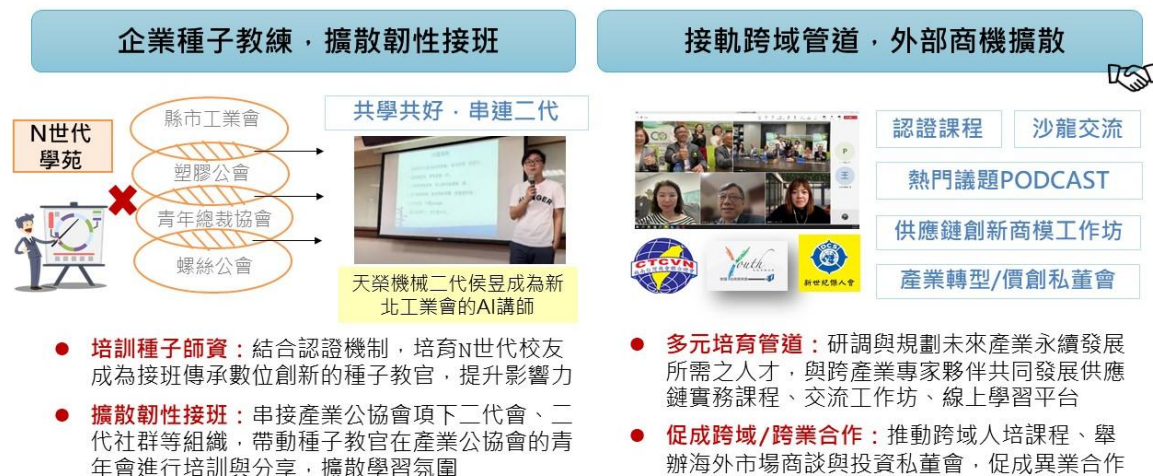 企業種子教練，擴散韌性接班
N世代
學苑
縣市工業會
塑膠公會
青年總裁協會
螺絲公會
共學共好．串連二代
天榮機械二代侯昱成為新
北工業會的AI講師
● 培訓種子師資：結合認證機制，培育N世代校友
成為接班傳承數位創新的種子教官，提升影響力
● 擴散韌性接班：串接產業公協會項下二代會、二
代社群等組織，帶動種子教官在產業公協會的青
年會進行培訓與分享，擴散學習氛圍
接軌跨域管道，外部商機擴散
P
王
CTCVN
Youth
IDCSI
新世紀傑人會
認證課程
沙龍交流
熱門議題PODCAST
供應鏈創新商模工作坊
產業轉型/價創私董會
● 多元培育管道：研調與規劃未來產業永續發展
所需之人才，與跨產業專家夥伴共同發展供應
鏈實務課程、交流工作坊、線上學習平台
● 促成跨域/跨業合作：推動跨域人培課程、舉
辦海外市場商談與投資私董會，促成異業合作